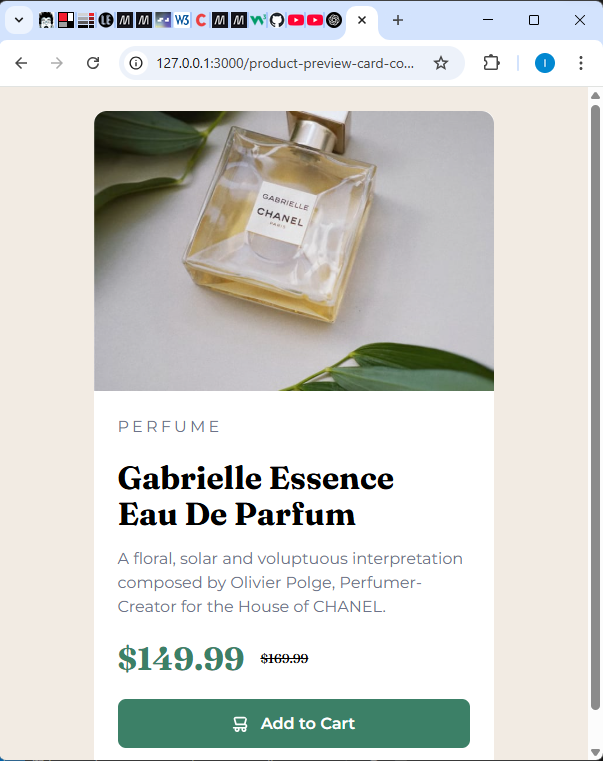 127.0.0.1:3000/product-preview-card-co...
GABRIELLE
CHANEL
PARIS
PERFUME
Gabrielle Essence
Eau De Parfum
A floral, solar and voluptuous interpretation
composed by Olivier Polge, Perfumer-
Creator for the House of CHANEL.
$149.99 $169.99
Add to Cart